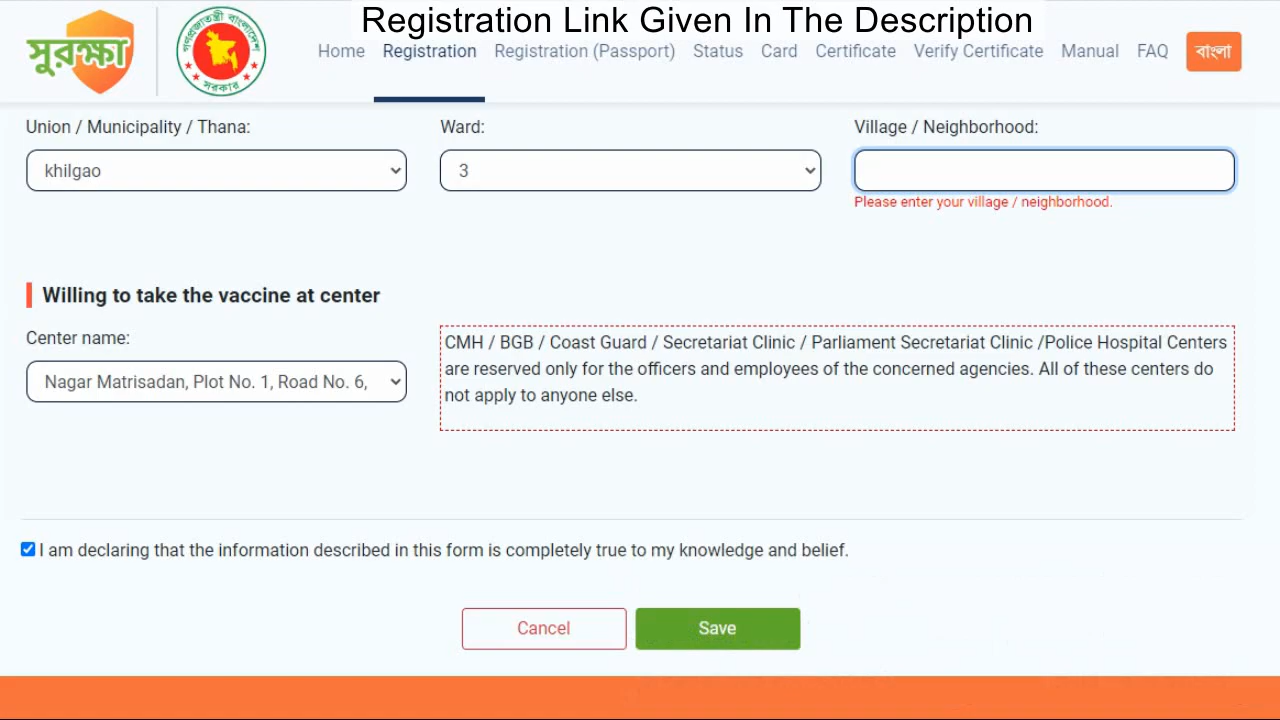 Registration Link Given In The Description
সুরক্ষা
গণপ্রজাতন্ত্রী বাংলাদেশ
সরকার
Home Registration Registration (Passport) Status Card Certificate Verify Certificate Manual FAQ বাংলা
Union / Municipality / Thana: Ward: Village / Neighborhood:
khilgao 3
Please enter your village / neighborhood.
Willing to take the vaccine at center
Center name:
Nagar Matrisadan, Plot No. 1, Road No. 6,
CMH / BGB / Coast Guard / Secretariat Clinic / Parliament Secretariat Clinic /Police Hospital Centers
are reserved only for the officers and employees of the concerned agencies. All of these centers do
not apply to anyone else.
I am declaring that the information described in this form is completely true to my knowledge and belief.
Cancel Save